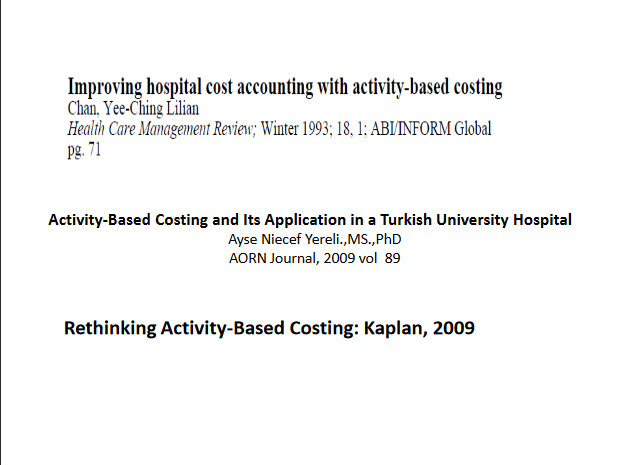 Improving hospital cost accounting with activity-based costing
Chan, Yee-Ching Lilian
Health Care Management Review; Winter 1993; 18, 1; ABI/INFORM Global
pg. 71
Activity-Based Costing and Its Application in a Turkish University Hospital
Ayse Niecef Yereli.,MS.,PhD
AORN Journal, 2009 vol  89
Rethinking Activity-Based Costing: Kaplan, 2009